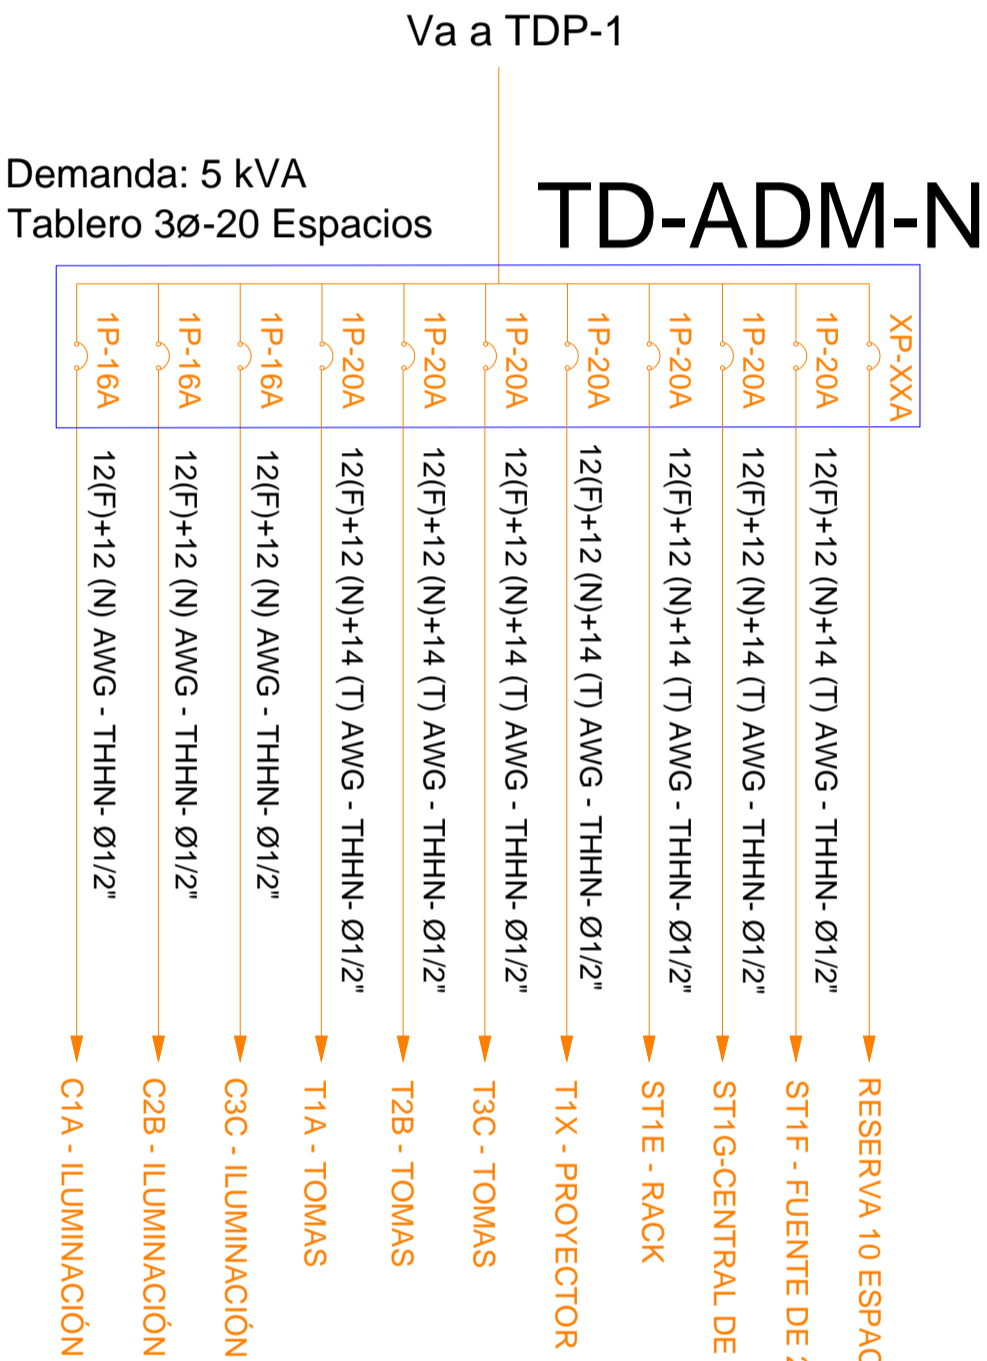 Va a TDP-1
Demanda: 5 kVA
Tablero 3ø-20 Espacios
TD-ADM-N
1P-16A
1P-16A
1P-16A
1P-20A
1P-20A
1P-20A
1P-20A
1P-20A
1P-20A
1P-20A
XP-XXA
12(F)+12 (N) AWG - THHN- Ø1/2"
12(F)+12 (N) AWG - THHN- Ø1/2"
12(F)+12 (N) AWG - THHN- Ø1/2"
12(F)+12 (N)+14 (T) AWG - THHN- Ø1/2"
12(F)+12 (N)+14 (T) AWG - THHN- Ø1/2"
12(F)+12 (N)+14 (T) AWG - THHN- Ø1/2"
12(F)+12 (N)+14 (T) AWG - THHN- Ø1/2"
12(F)+12 (N)+14 (T) AWG - THHN- Ø1/2"
12(F)+12 (N)+14 (T) AWG - THHN- Ø1/2"
12(F)+12 (N)+14 (T) AWG - THHN- Ø1/2"
C1A - ILUMINACIÓN
C2B - ILUMINACIÓN
C3C - ILUMINACIÓN
T1A - TOMAS
T2B - TOMAS
T3C - TOMAS
T1X - PROYECTOR
ST1E - RACK
ST1G-CENTRAL DE
ST1F - FUENTE DE
RESERVA 10